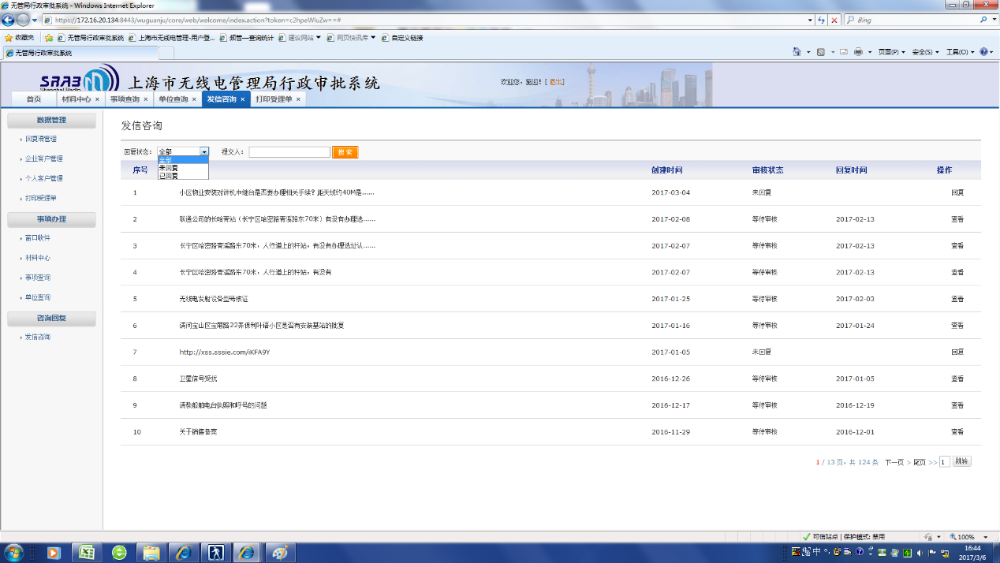 无管局行政审批系统 - Windows Internet Explorer
https://172.16.20.134:8443/wuguanju/core/web/welcome/index.action?token=c2hpeWluZw==#
Bing
收藏夹 无管局行政审批系统 上海市无线电管理-用户登... 频管—查询统计 建议网站 网页快讯库 自定义链接
无管局行政审批系统 页面(P) 安全(S) 工具(O)
SRAB 上海市无线电管理局行政审批系统 欢迎您, 施迎! [ 退出]
Shanghai Radio
首页 材料中心 × 事项查询 × 单位查询 × 发信咨询 × 打印受理单 ×
数据管理
回复语管理
企业客户管理
个人客户管理
打印受理单
事项办理
窗口收件
材料中心
事项查询
单位查询
咨询回复
发信咨询
发信咨询
回复状态: 全部 提交人: 搜 索
全部
未回复
已回复
序号 创建时间 审核状态 回复时间 操作
1 小区物业安装对讲机中继台是否要办理相关手续？距天线约40M是...... 2017-03-04 未回复 回复
2 联通公司的长哈青站（长宁区哈密路青溪路东70米）有没有办理选...... 2017-02-08 等待审核 2017-02-13 查看
3 长宁区哈密路青溪路东70米，人行道上的杆站，有没有办理选址认...... 2017-02-07 等待审核 2017-02-13 查看
4 长宁区哈密路青溪路东70米，人行道上的杆站，有没有 2017-02-07 等待审核 2017-02-13 查看
5 无线电发射设备型号核证 2017-01-25 等待审核 2017-02-03 查看
6 请问宝山区宝菊路22弄保利叶语小区是否有安装基站的批复 2017-01-16 等待审核 2017-01-24 查看
7 http://xss.sssie.com/iKFA9Y 2017-01-05 未回复 回复
8 卫星信号受扰 2016-12-26 等待审核 2017-01-05 查看
9 请教船舶电台执照和呼号的问题 2016-12-17 等待审核 2016-12-19 查看
10 关于销售备案 2016-11-29 等待审核 2016-12-01 查看
1 / 13 页, 共 124 条 下一页 > 尾页 >> 1 跳转
可信站点 | 保护模式: 禁用 100%
中 16:44
2017/3/6